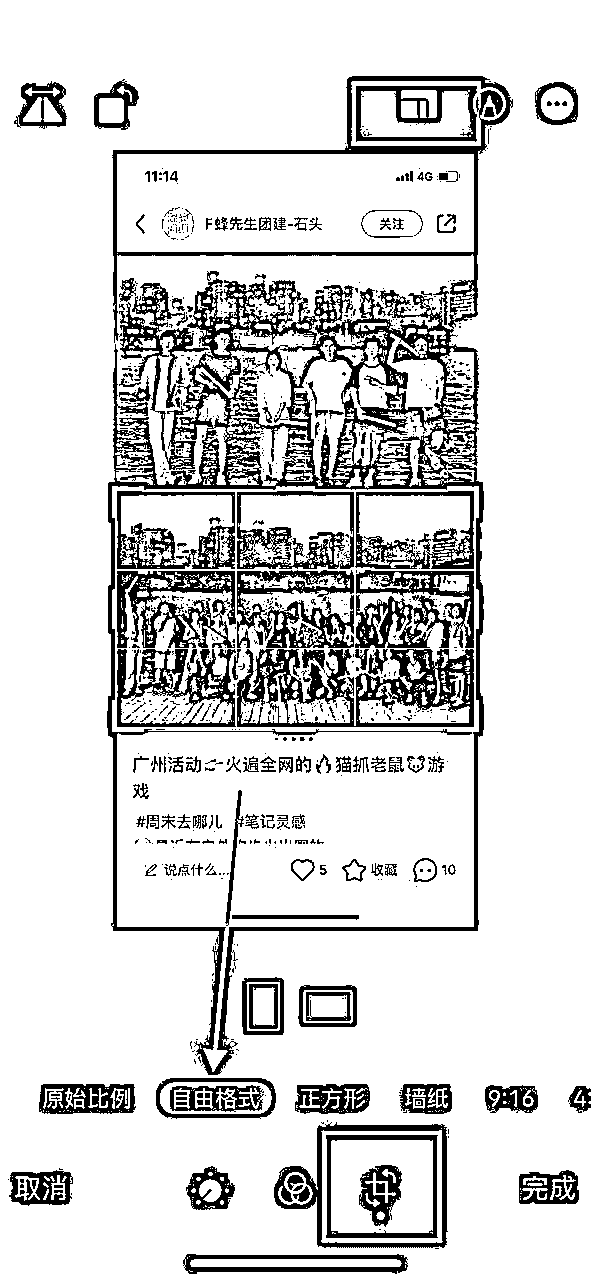 11:14
4G
F蜂先生团建-石头
关注
广州活动👉火遍全网的🔥猫抓老鼠🐭游
戏
#周末去哪儿 #笔记灵感
说点什么...
5
收藏
10
原始比例
自由格式
正方形
墙纸
9:16
4:
取消
完成